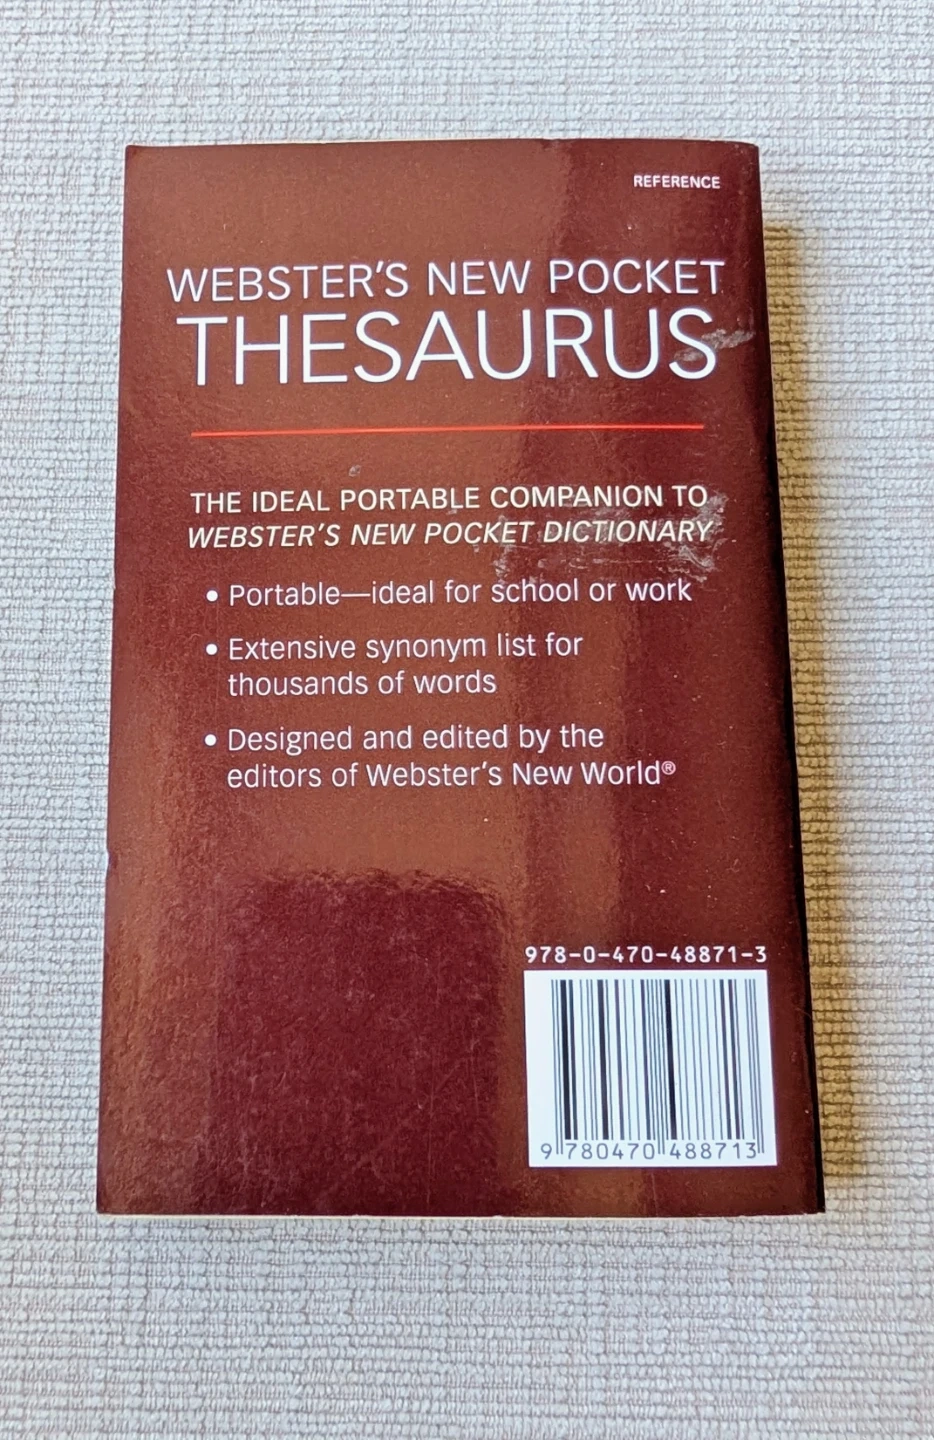 REFERENCE
WEBSTER'S NEW POCKET
THESAURUS
THE IDEAL PORTABLE COMPANION TO
WEBSTER'S NEW POCKET DICTIONARY
• Portable—ideal for school or work
• Extensive synonym list for
thousands of words
• Designed and edited by the
editors of Webster's New World®
978-0-470-48871-3
9 780470 488713